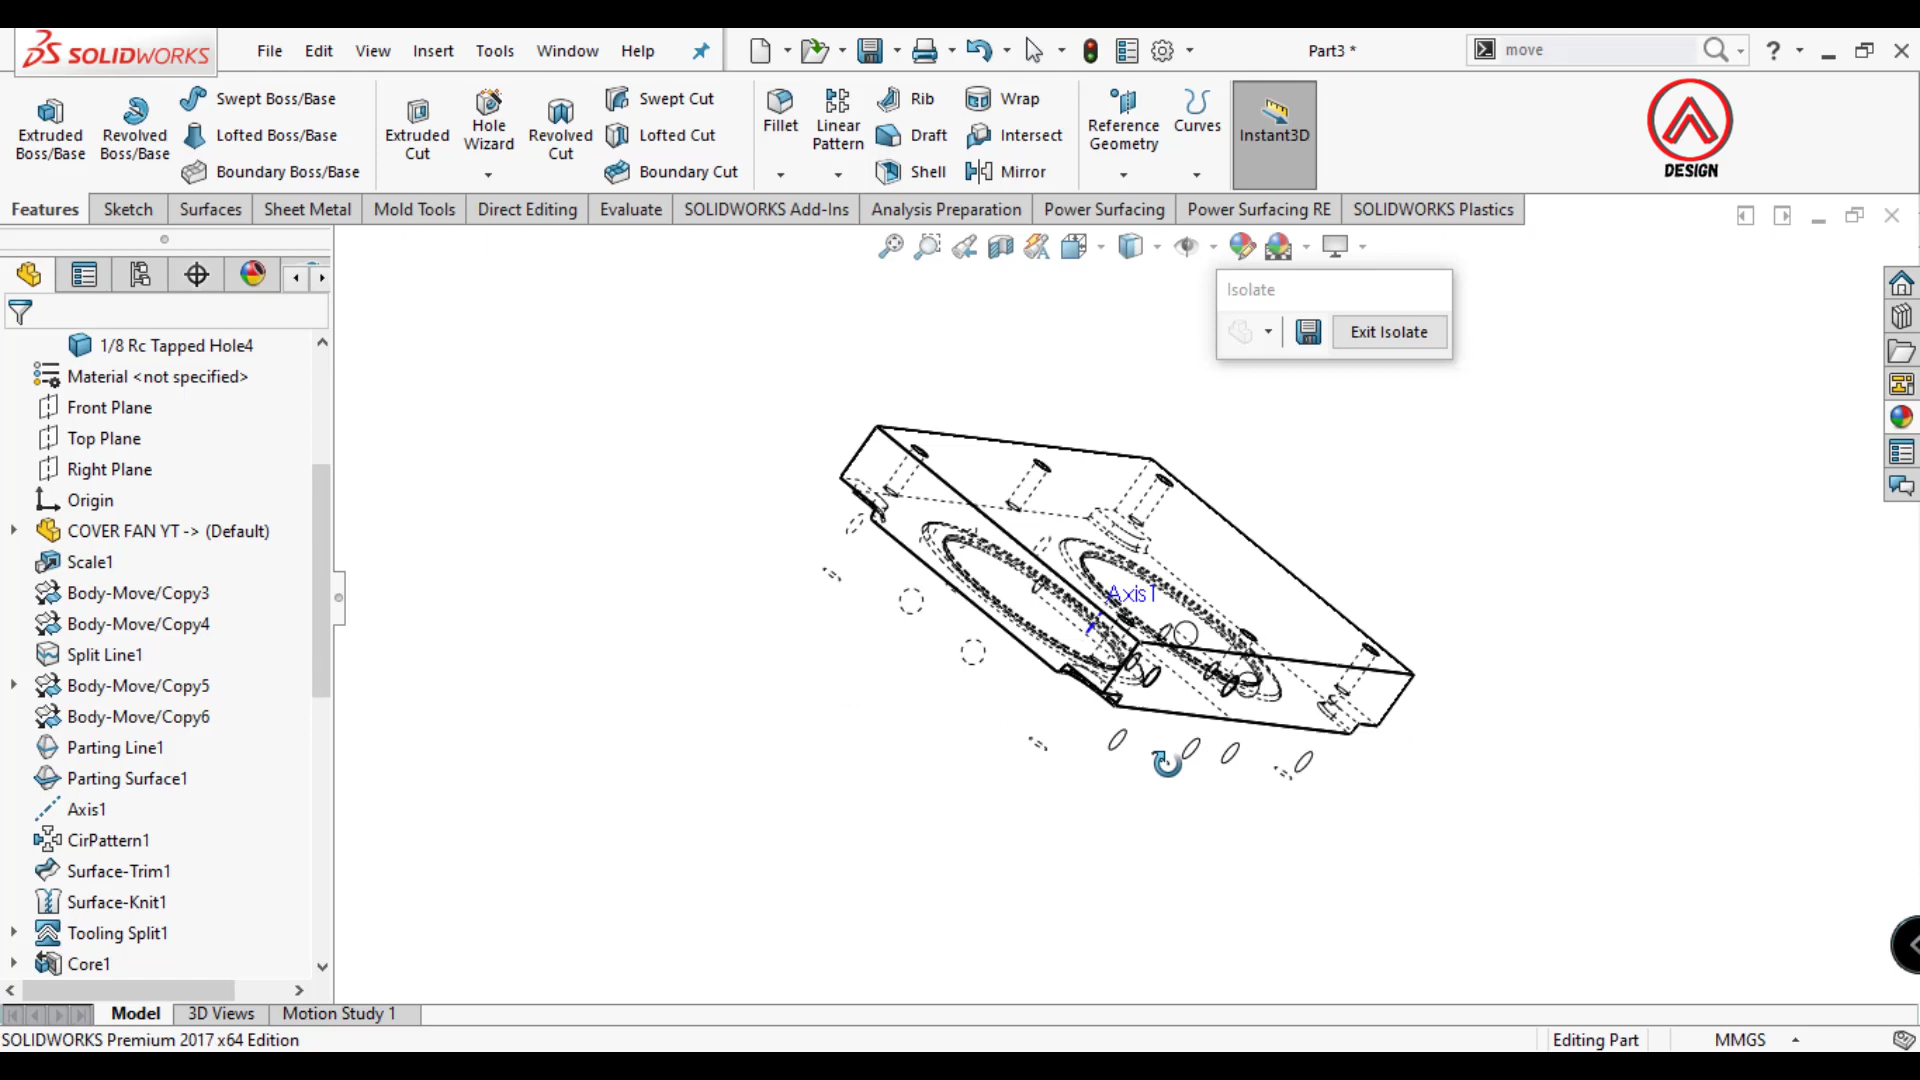 SOLIDWORKS File Edit View Insert Tools Window Help Part3 * move ?
Extruded Boss/Base
Revolved Boss/Base
Swept Boss/Base
Lofted Boss/Base
Boundary Boss/Base
Extruded Cut
Hole Wizard
Revolved Cut
Swept Cut
Lofted Cut
Boundary Cut
Fillet
Linear Pattern
Rib
Draft
Shell
Wrap
Intersect
Mirror
Reference Geometry
Curves
Instant3D
DESIGN
Features Sketch Surfaces Sheet Metal Mold Tools Direct Editing Evaluate SOLIDWORKS Add-Ins Analysis Preparation Power Surfacing Power Surfacing RE SOLIDWORKS Plastics
Isolate
Exit Isolate
1/8 Rc Tapped Hole4
Material <not specified>
Front Plane
Top Plane
Right Plane
Origin
COVER FAN YT -> (Default)
Scale1
Body-Move/Copy3
Body-Move/Copy4
Split Line1
Body-Move/Copy5
Body-Move/Copy6
Parting Line1
Parting Surface1
Axis1
CirPattern1
Surface-Trim1
Surface-Knit1
Tooling Split1
Core1
Axis1
Model 3D Views Motion Study 1
SOLIDWORKS Premium 2017 x64 Edition Editing Part MMGS